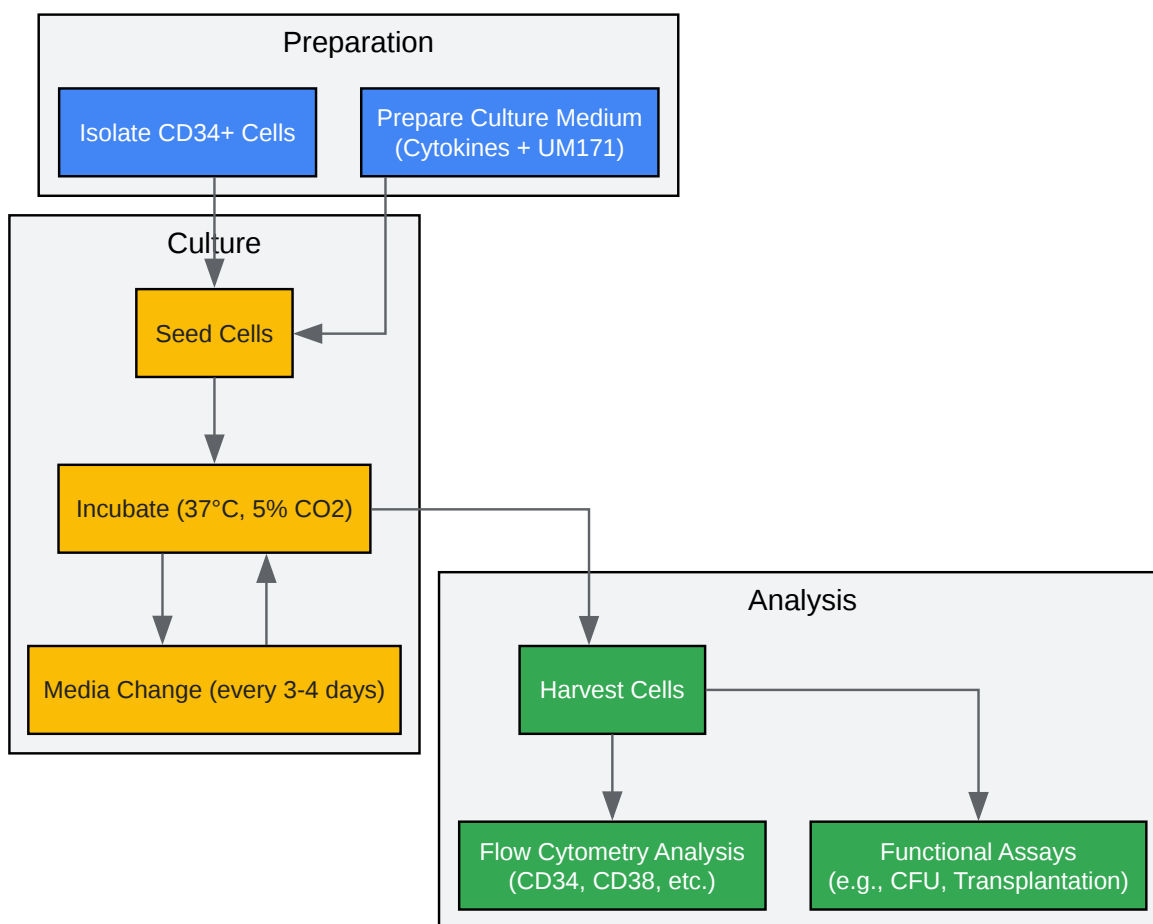 Preparation
Isolate CD34+ Cells
Prepare Culture Medium
(Cytokines + UM171)
Culture
Seed Cells
Incubate (37°C, 5% CO2)
Media Change (every 3-4 days)
Analysis
Harvest Cells
Flow Cytometry Analysis
(CD34, CD38, etc.)
Functional Assays
(e.g., CFU, Transplantation)